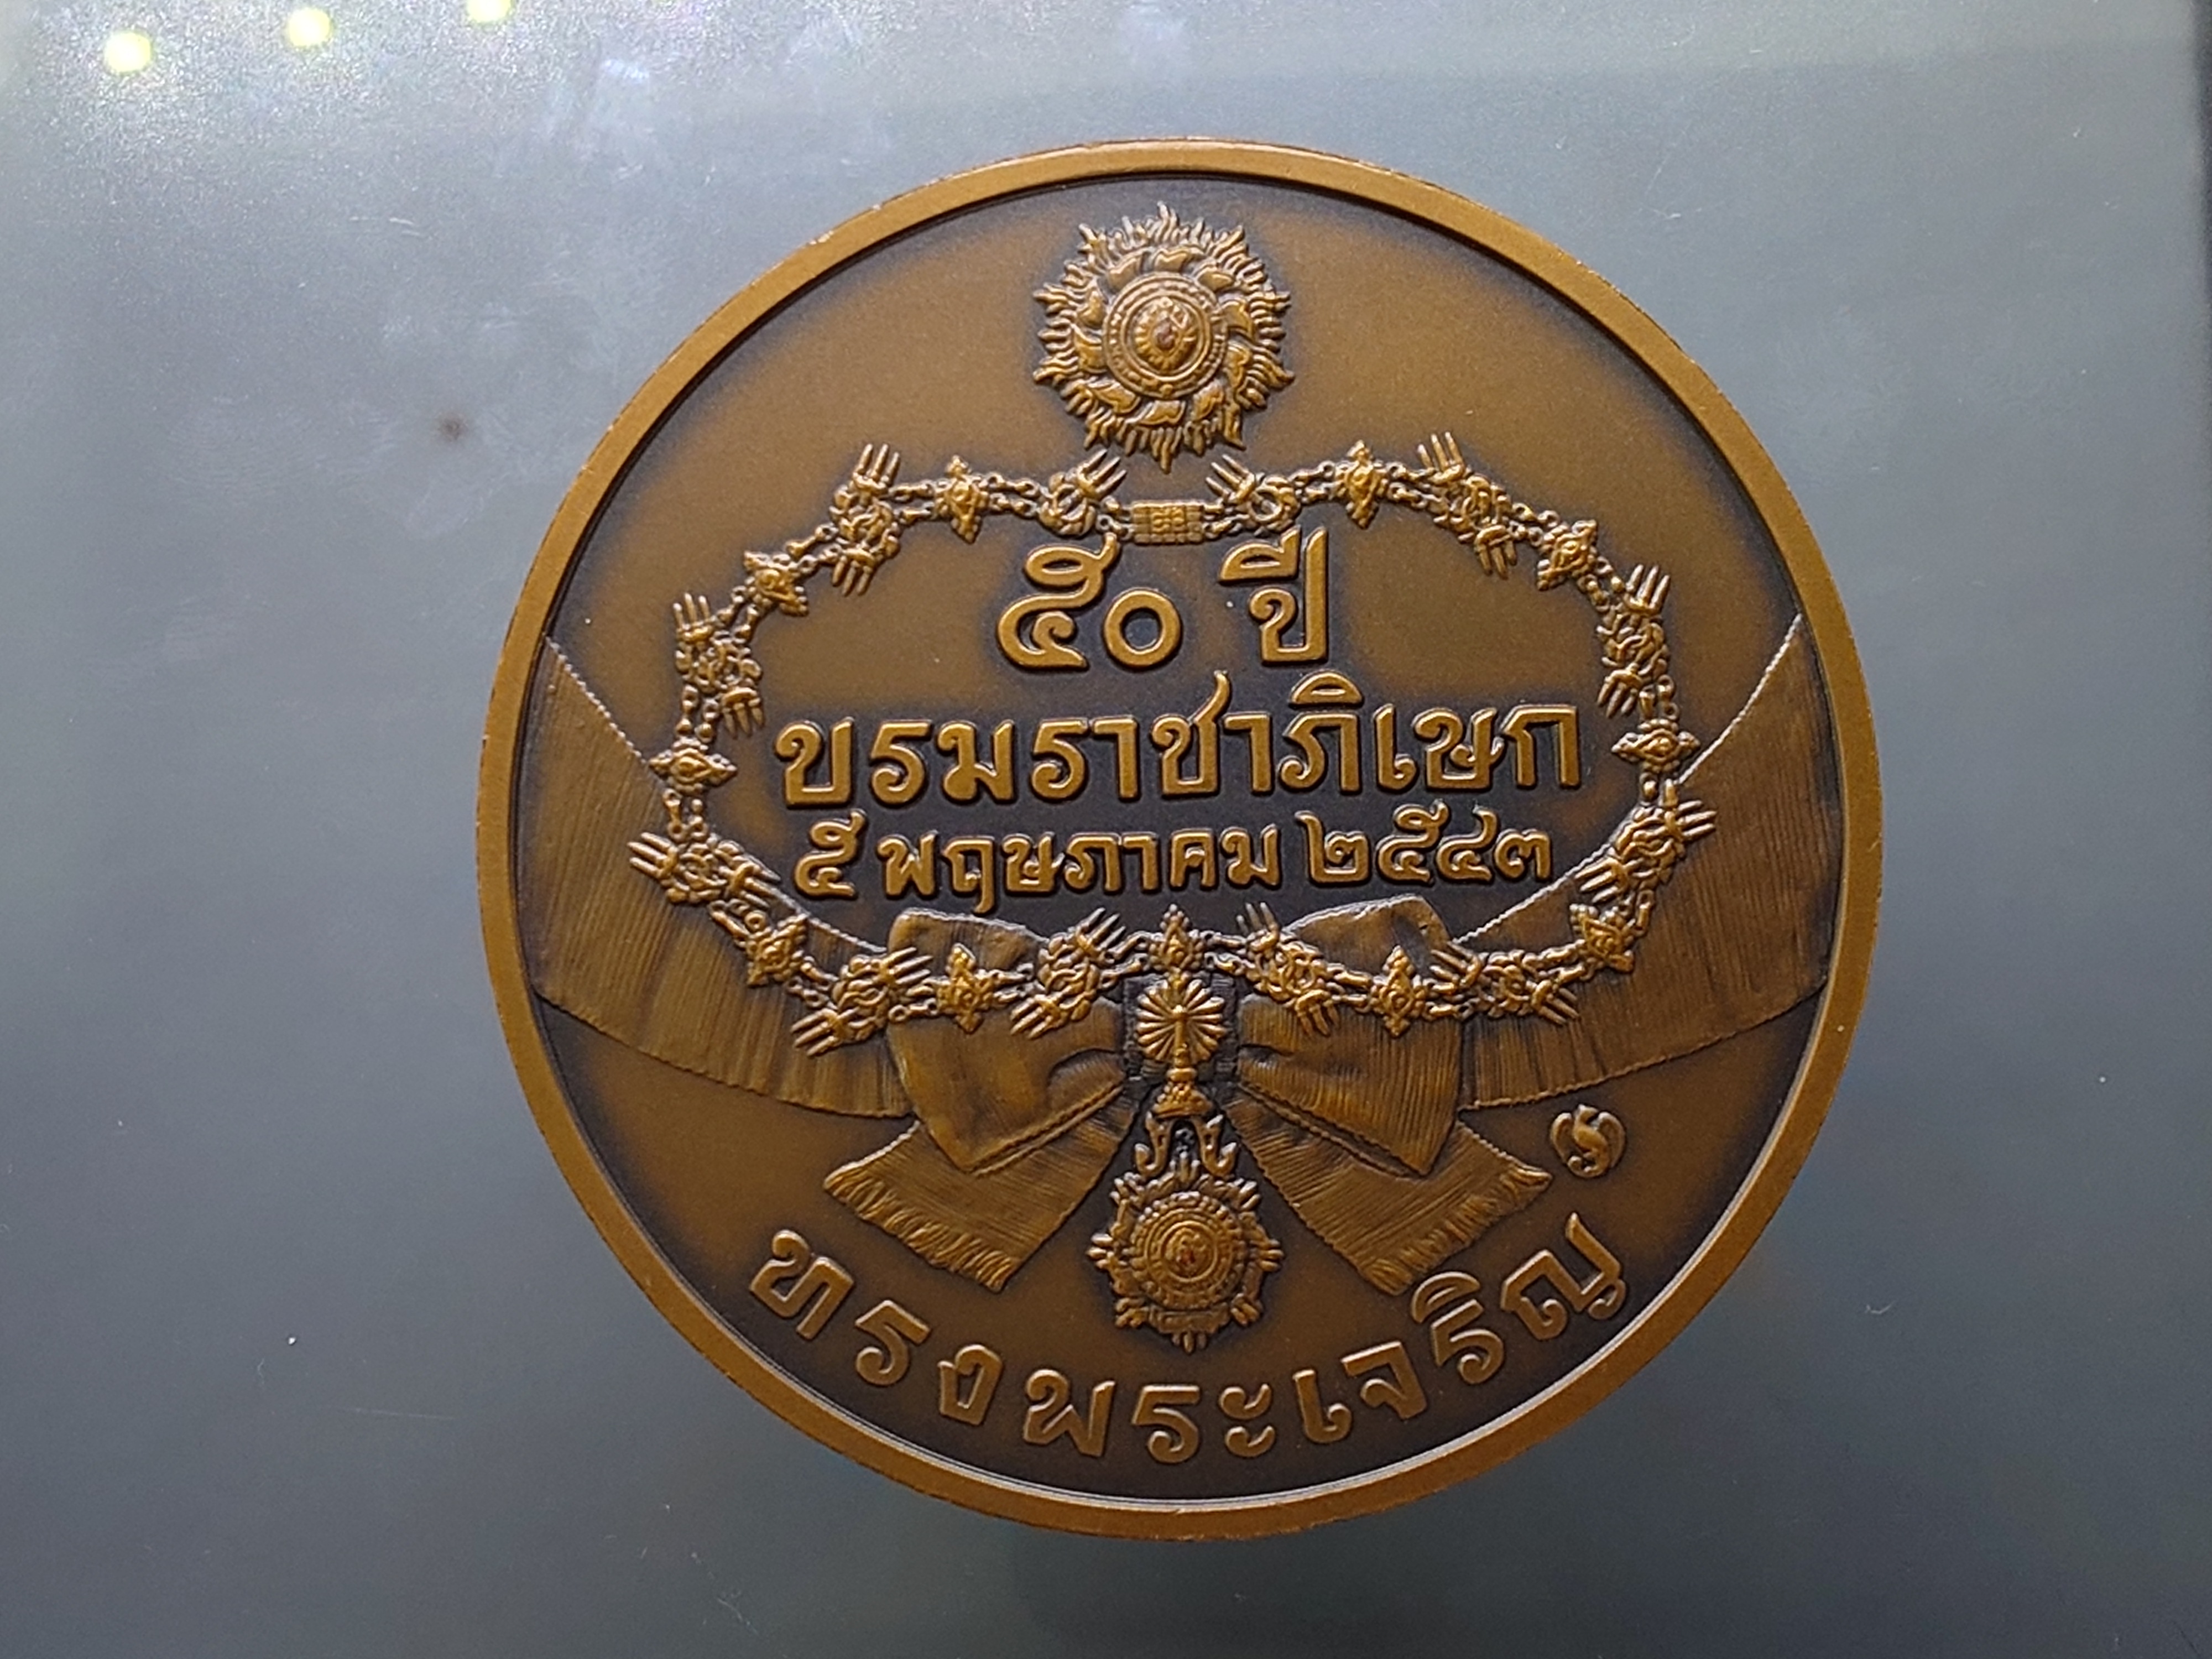 ๕๐ ปี
บรมราชาภิเษก
๕ พฤษภาคม ๒๕๔๓
ทรงพระเจริญ